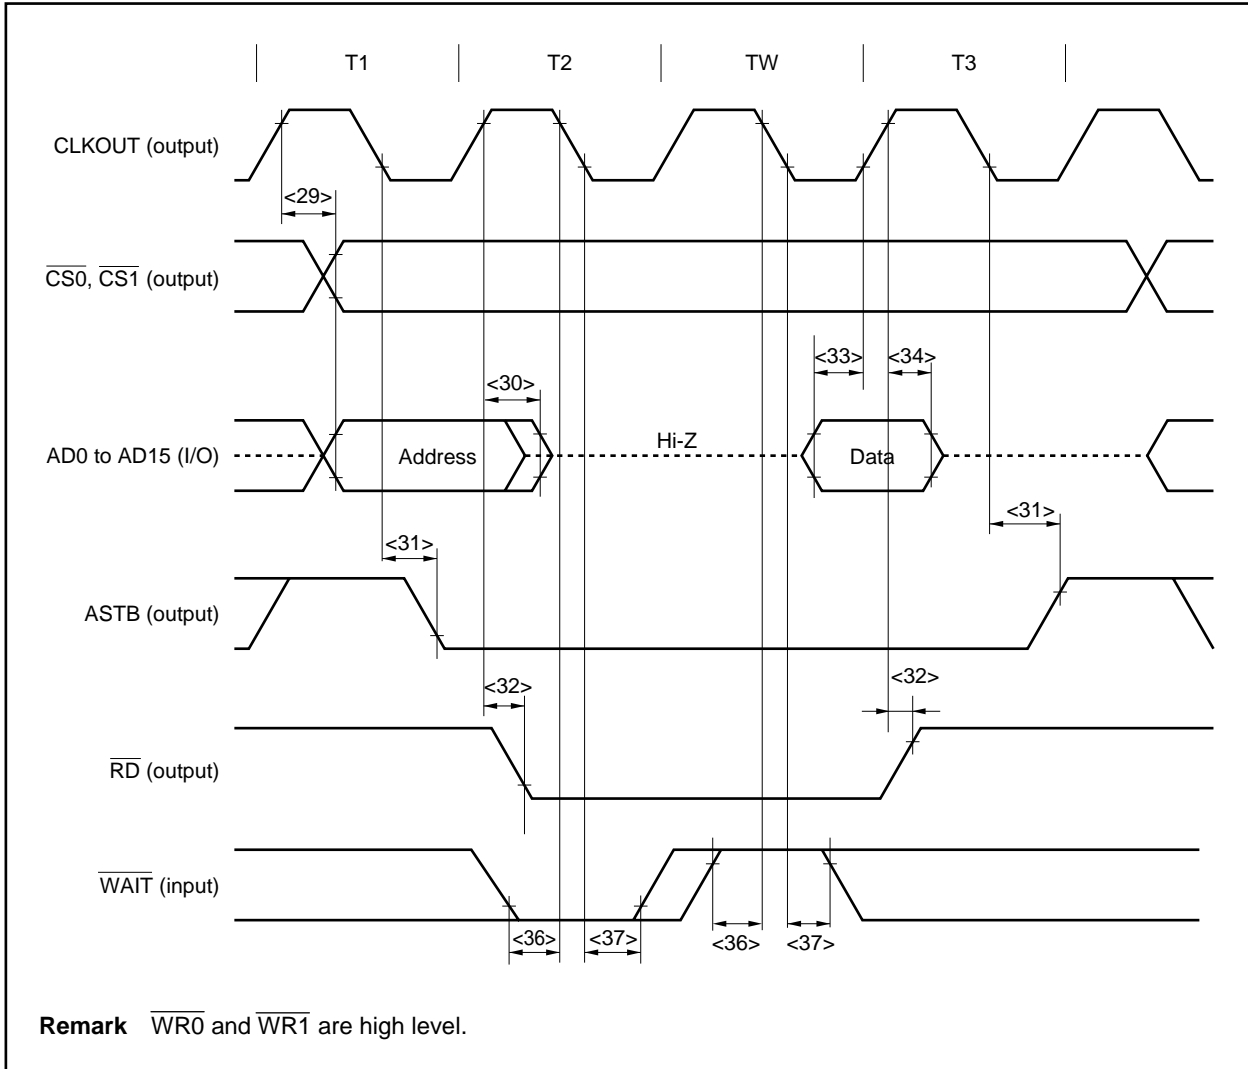 T1 T2 TW T3
CLKOUT (output)
<29>
CS0, CS1 (output)
<33> <34>
<30>
AD0 to AD15 (I/O) Address Hi-Z Data
<31>
<31>
ASTB (output)
<32>
<32>
RD (output)
WAIT (input)
<36> <37> <36> <37>
Remark WR0 and WR1 are high level.